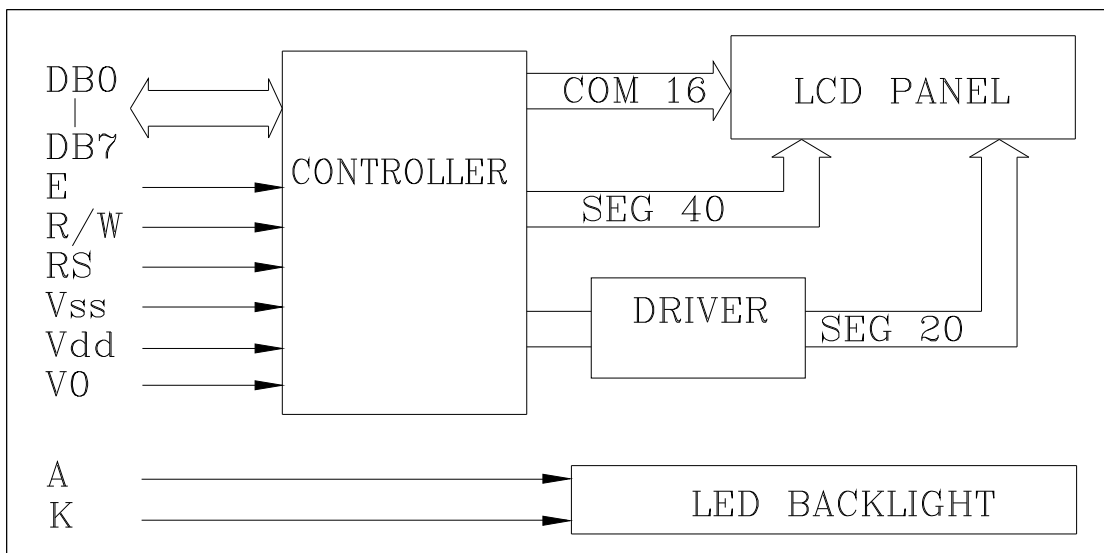 DB0
DB7
E
R/W
RS
Vss
Vdd
V0
CONTROLLER
COM 16
LCD PANEL
SEG 40
DRIVER
SEG 20
A
K
LED BACKLIGHT